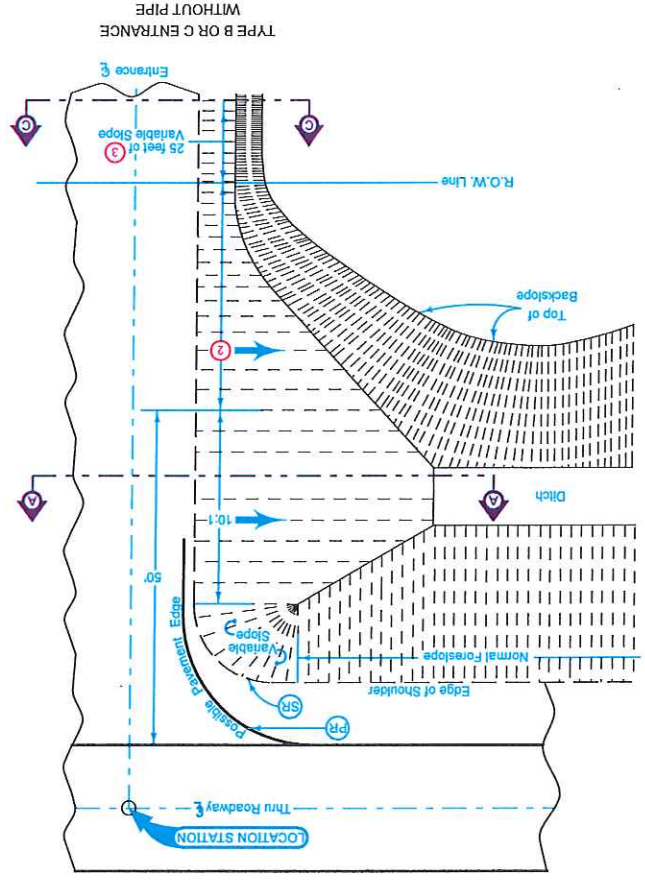 LOCATION STATION
Thru Roadway ℄
PR
SR
Possible Pavement Edge
Edge of Shoulder
Normal Foreslope
Variable
Slope
50'
10:1
Ditch
A
A
2
Top of
Backslope
R.O.W. Line
25 feet of
Variable Slope
3
C
C
Entrance ℄
TYPE B OR C ENTRANCE
WITHOUT PIPE